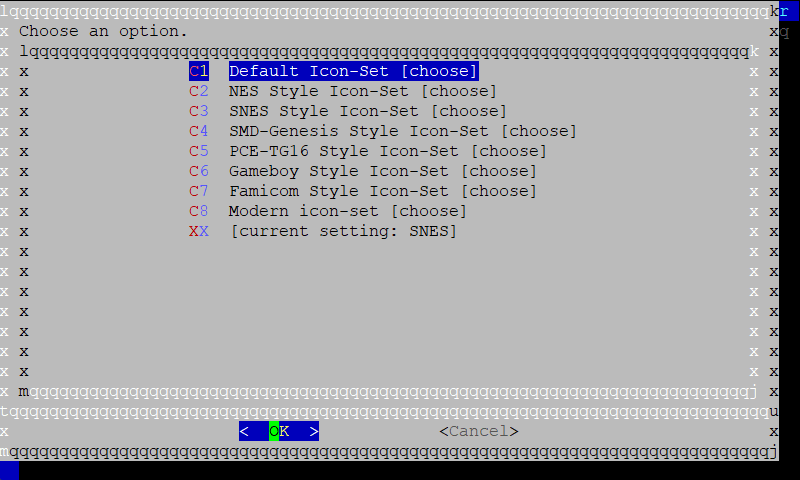 lqqqqqqqqqqqqqqqqqqqqqqqqqqqqqqqqqqqqqqqqqqqqqqqqqqqqqqqqqqqqqqqqqqqqqqqqqqqqkr
x Choose an option. xq
x lqqqqqqqqqqqqqqqqqqqqqqqqqqqqqqqqqqqqqqqqqqqqqqqqqqqqqqqqqqqqqqqqqqqqqqqqk x
x x C1 Default Icon-Set [choose] x x
x x C2 NES Style Icon-Set [choose] x x
x x C3 SNES Style Icon-Set [choose] x x
x x C4 SMD-Genesis Style Icon-Set [choose] x x
x x C5 PCE-TG16 Style Icon-Set [choose] x x
x x C6 Gameboy Style Icon-Set [choose] x x
x x C7 Famicom Style Icon-Set [choose] x x
x x C8 Modern icon-set [choose] x x
x x XX [current setting: SNES] x x
x x x x
x x x x
x x x x
x x x x
x x x x
x x x x
x x x x
x mqqqqqqqqqqqqqqqqqqqqqqqqqqqqqqqqqqqqqqqqqqqqqqqqqqqqqqqqqqqqqqqqqqqqqqqqj x
tqqqqqqqqqqqqqqqqqqqqqqqqqqqqqqqqqqqqqqqqqqqqqqqqqqqqqqqqqqqqqqqqqqqqqqqqqqqqu
x < OK > <Cancel> x
mqqqqqqqqqqqqqqqqqqqqqqqqqqqqqqqqqqqqqqqqqqqqqqqqqqqqqqqqqqqqqqqqqqqqqqqqqqqqj